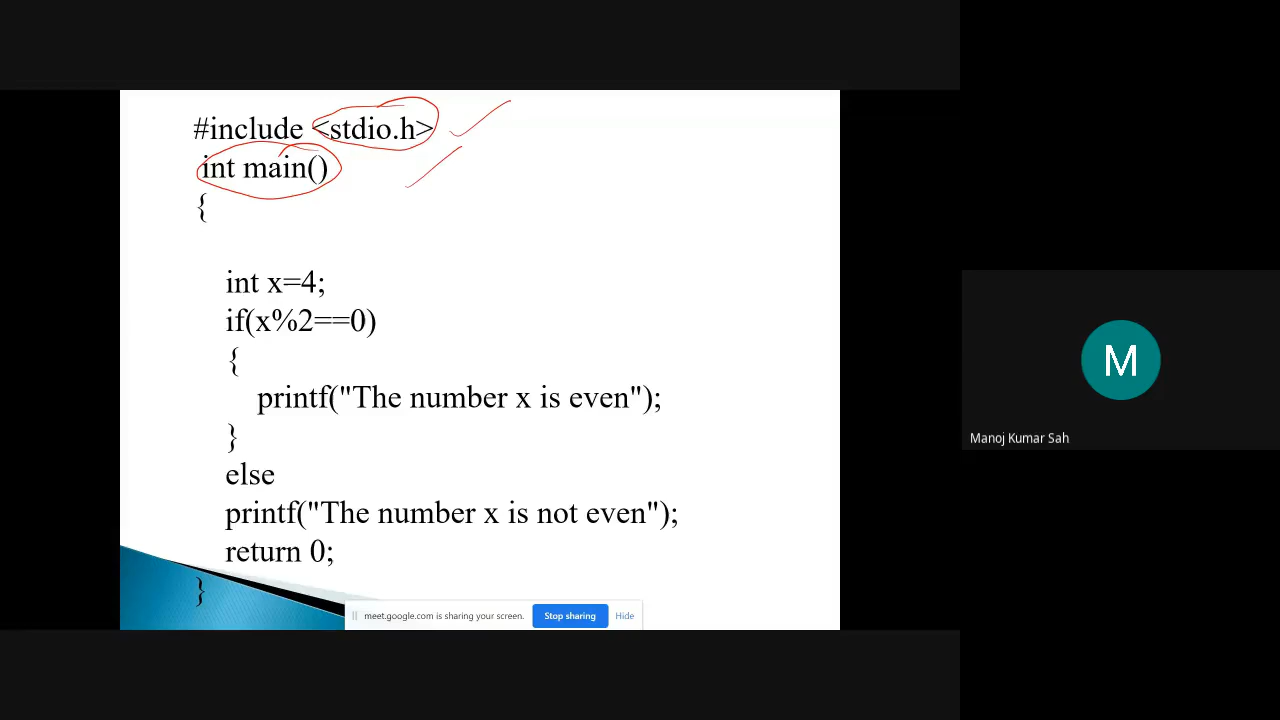 #include <stdio.h>
int main()
{
int x=4;
if(x%2==0)
{
printf("The number x is even");
}
else
printf("The number x is not even");
return 0;
}
meet.google.com is sharing your screen. Stop sharing Hide
M
Manoj Kumar Sah